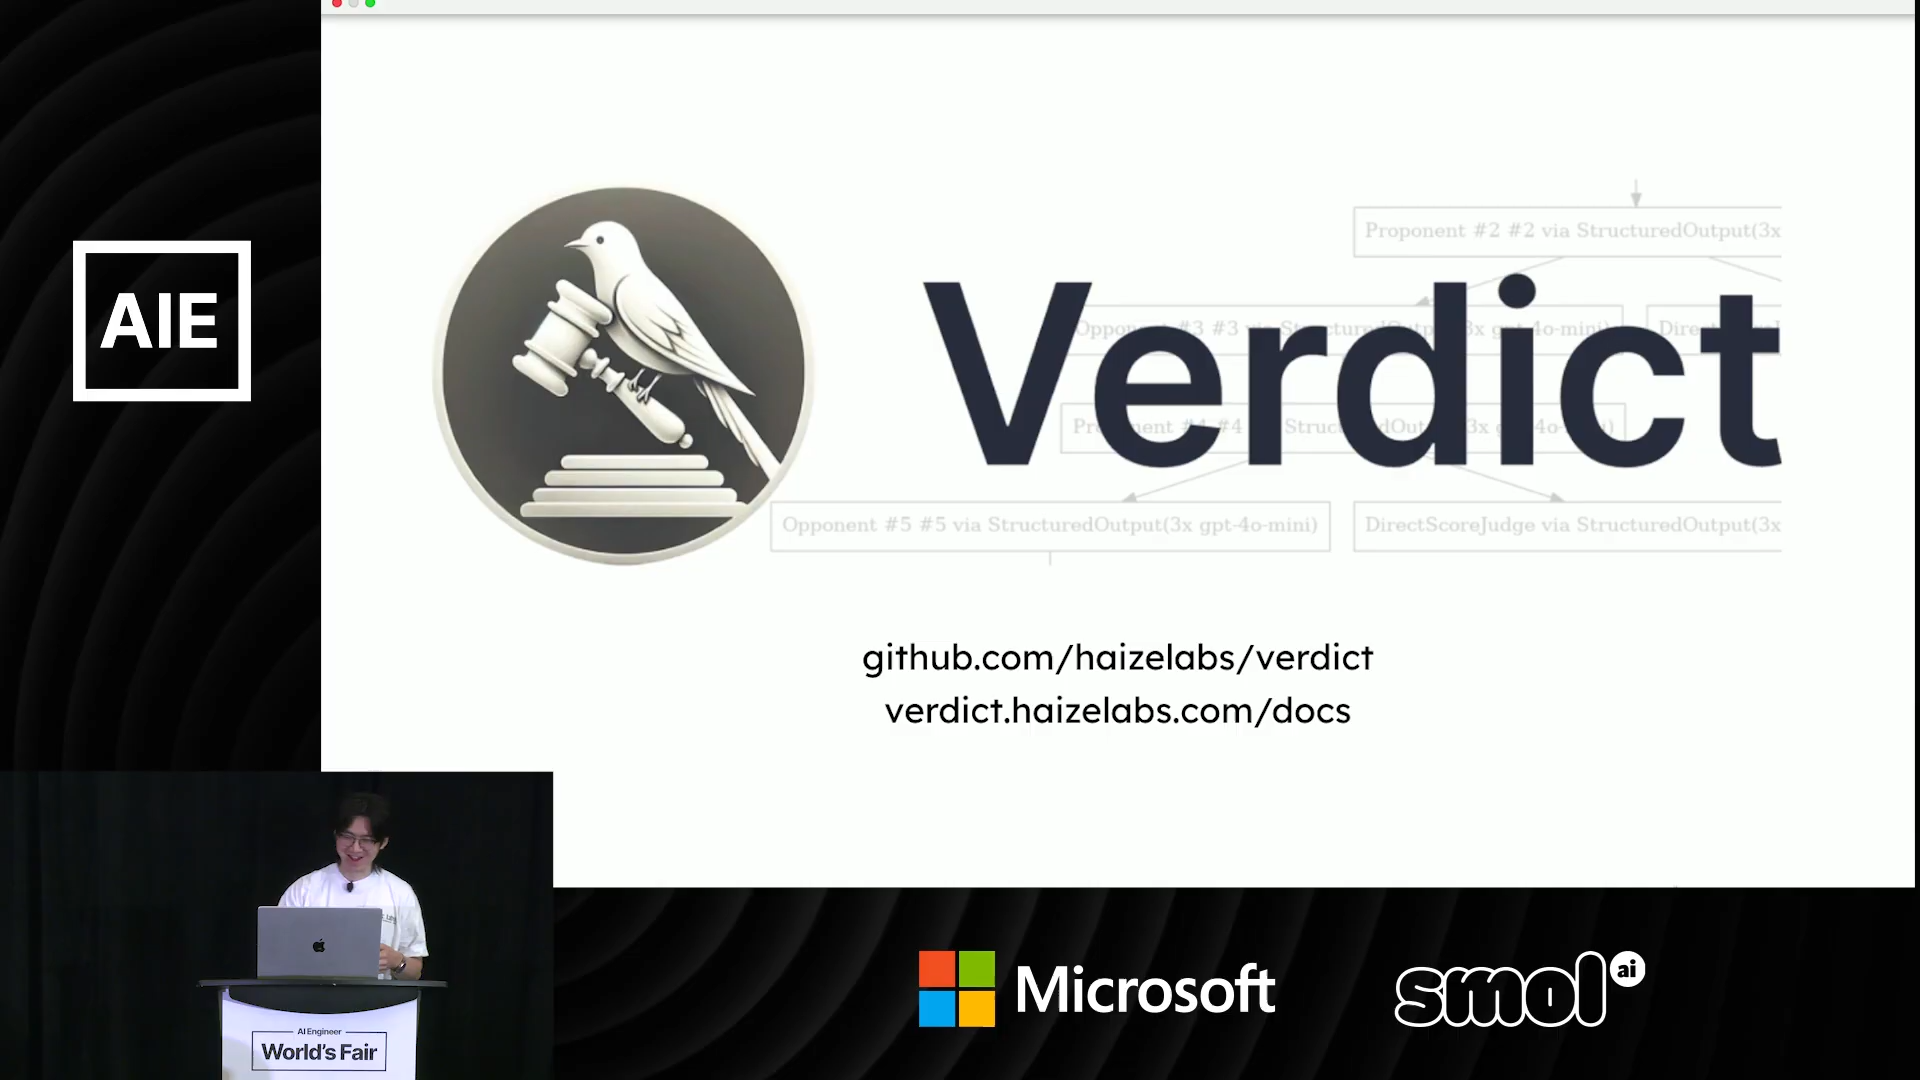 AIE
Proponent #2 #2 via StructuredOutput(3x
Verdict
Opponent #5 #5 via StructuredOutput(3x gpt-4o-mini)
DirectScoreJudge via StructuredOutput(3x
github.com/haizelabs/verdict
verdict.haizelabs.com/docs
AI Engineer
World's Fair
Microsoft
smol ai